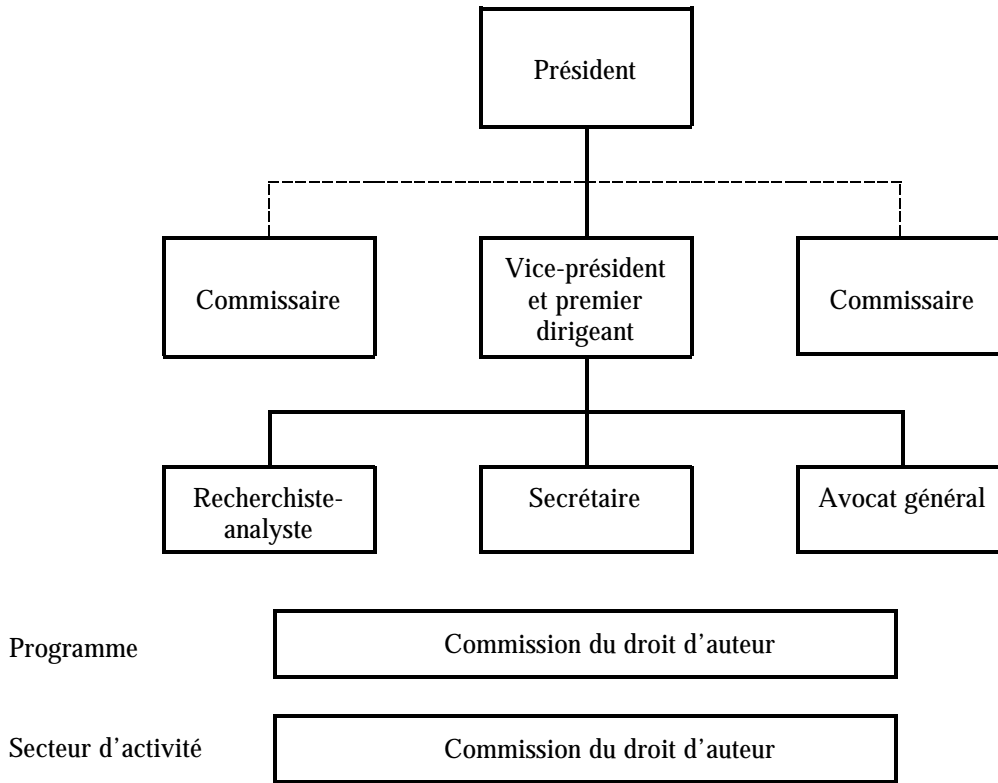 Président
Commissaire
Vice-président
et premier
dirigeant
Commissaire
Recherchiste-
analyste
Secrétaire
Avocat général
Programme
Commission du droit d’auteur
Secteur d’activité
Commission du droit d’auteur